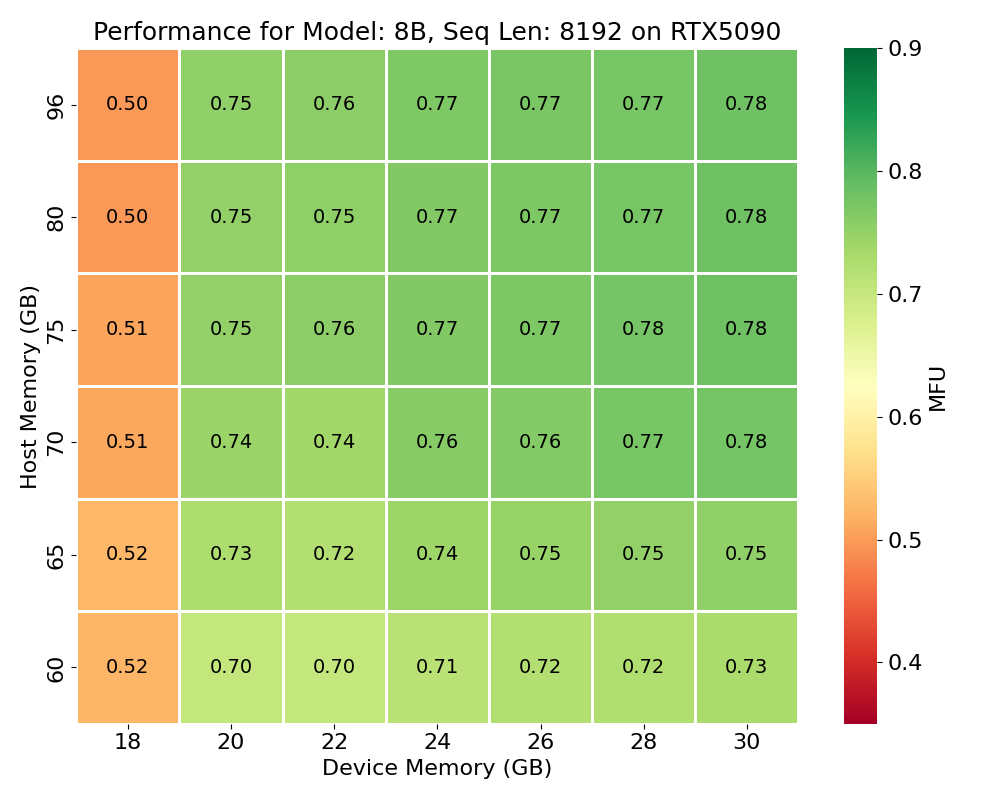 Performance for Model: 8B, Seq Len: 8192 on RTX5090
Host Memory (GB)
96 0.50 0.75 0.76 0.77 0.77 0.77 0.78
80 0.50 0.75 0.75 0.77 0.77 0.77 0.78
75 0.51 0.75 0.76 0.77 0.77 0.78 0.78
70 0.51 0.74 0.74 0.76 0.76 0.77 0.78
65 0.52 0.73 0.72 0.74 0.75 0.75 0.75
60 0.52 0.70 0.70 0.71 0.72 0.72 0.73
18 20 22 24 26 28 30
Device Memory (GB)
0.9
0.8
0.7
0.6
0.5
0.4
MFU